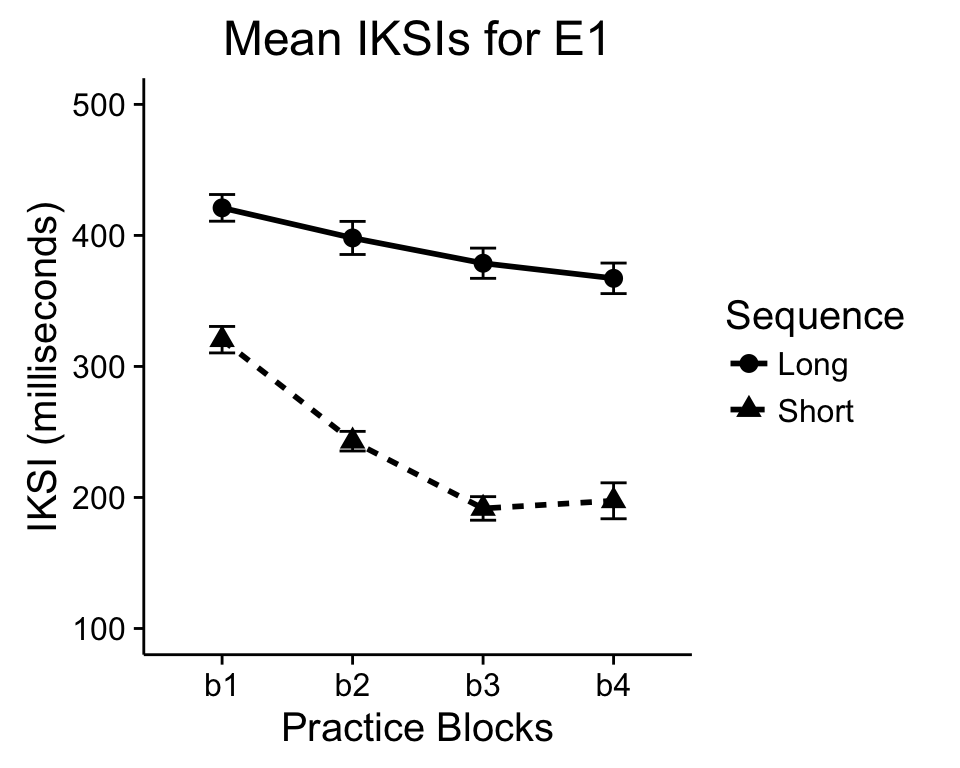 Mean IKSIs for E1
500
400
300
200
100
IKSI (milliseconds)
b1 b2 b3 b4
Practice Blocks
Sequence
Long
Short